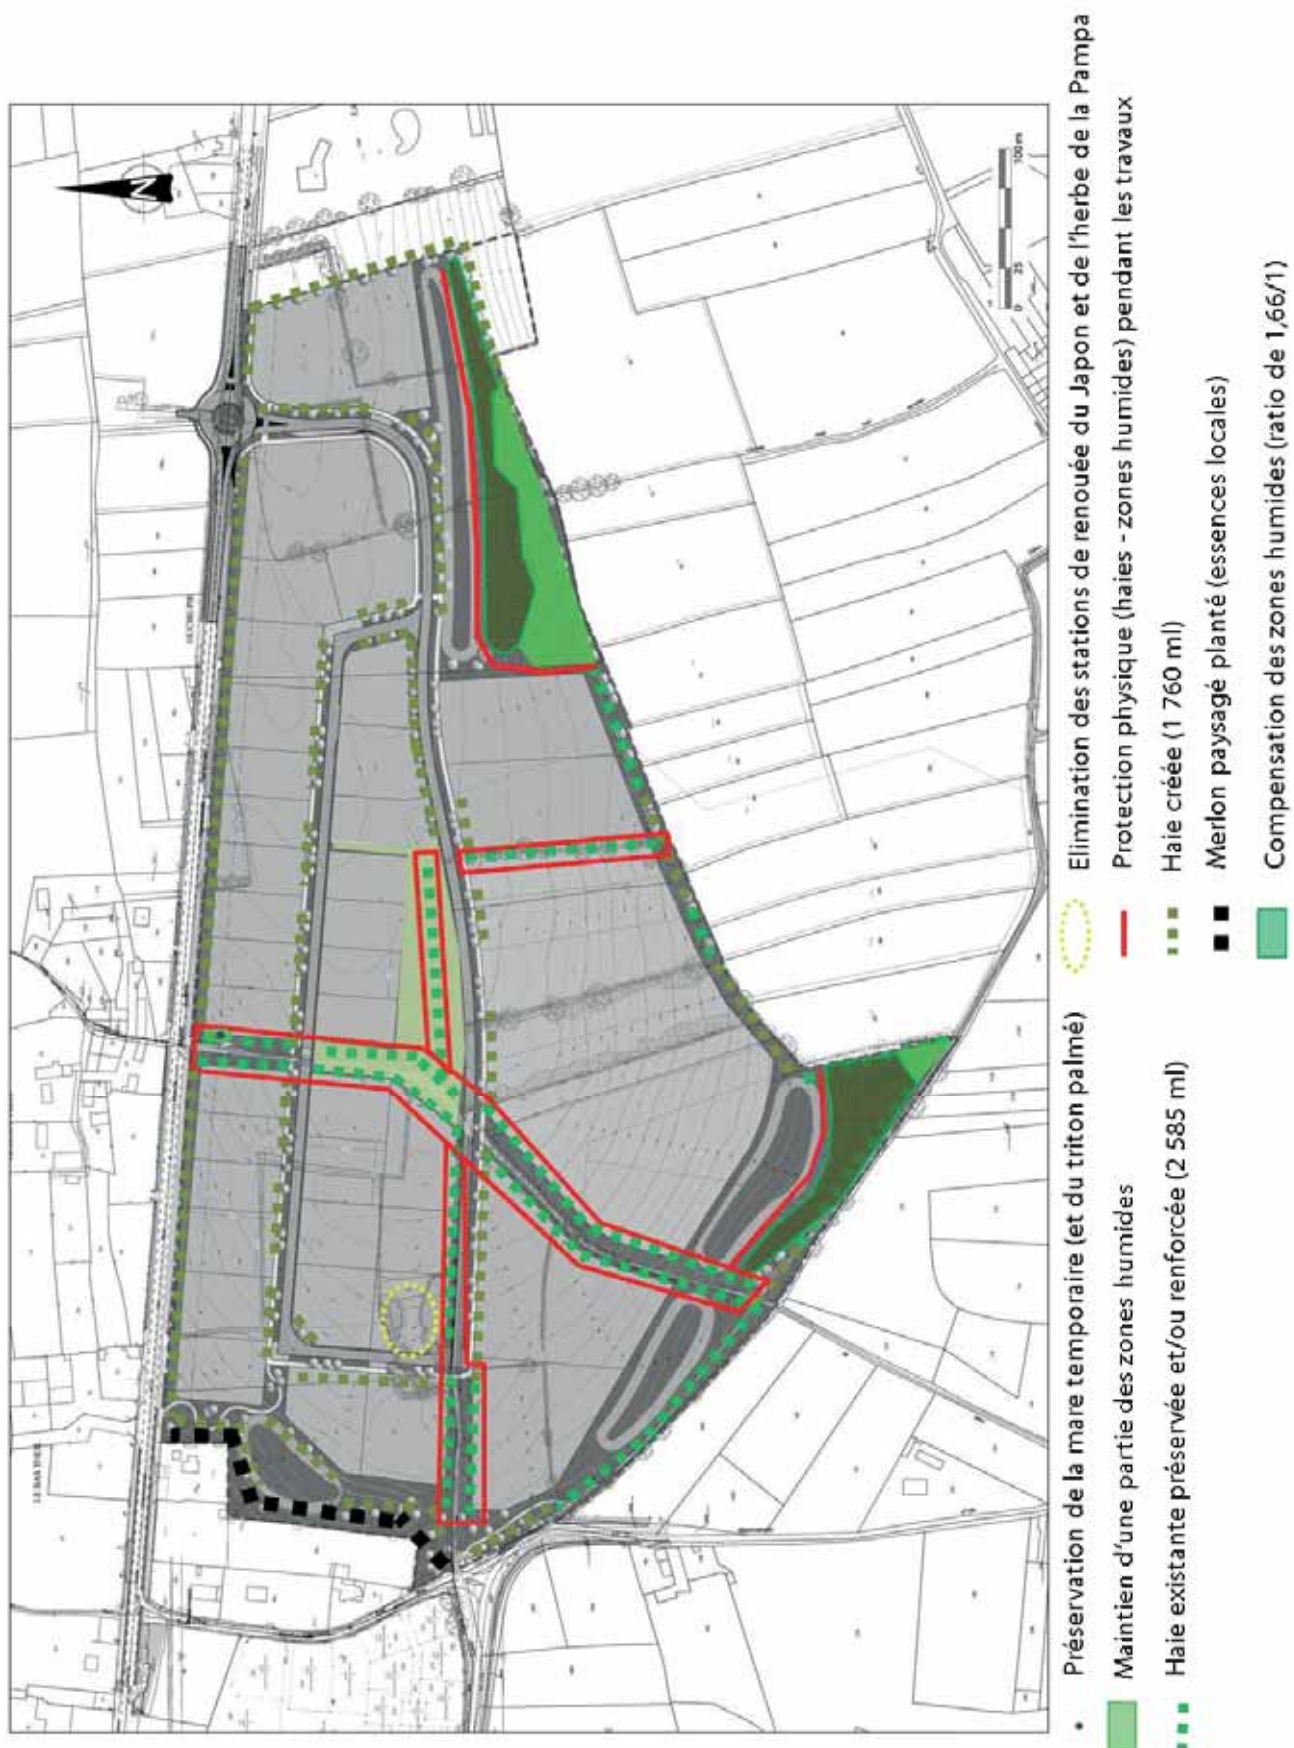 N
LE BAS THIER
0 25 100 m
Préservation de la mare temporaire (et du triton palmé)
Maintien d'une partie des zones humides
Haie existante préservée et/ou renforcée (2 585 ml)
Elimination des stations de renouée du Japon et de l'herbe de la Pampa
Protection physique (haies - zones humides) pendant les travaux
Haie créée (1 760 ml)
Merlon paysagé planté (essences locales)
Compensation des zones humides (ratio de 1,66/1)